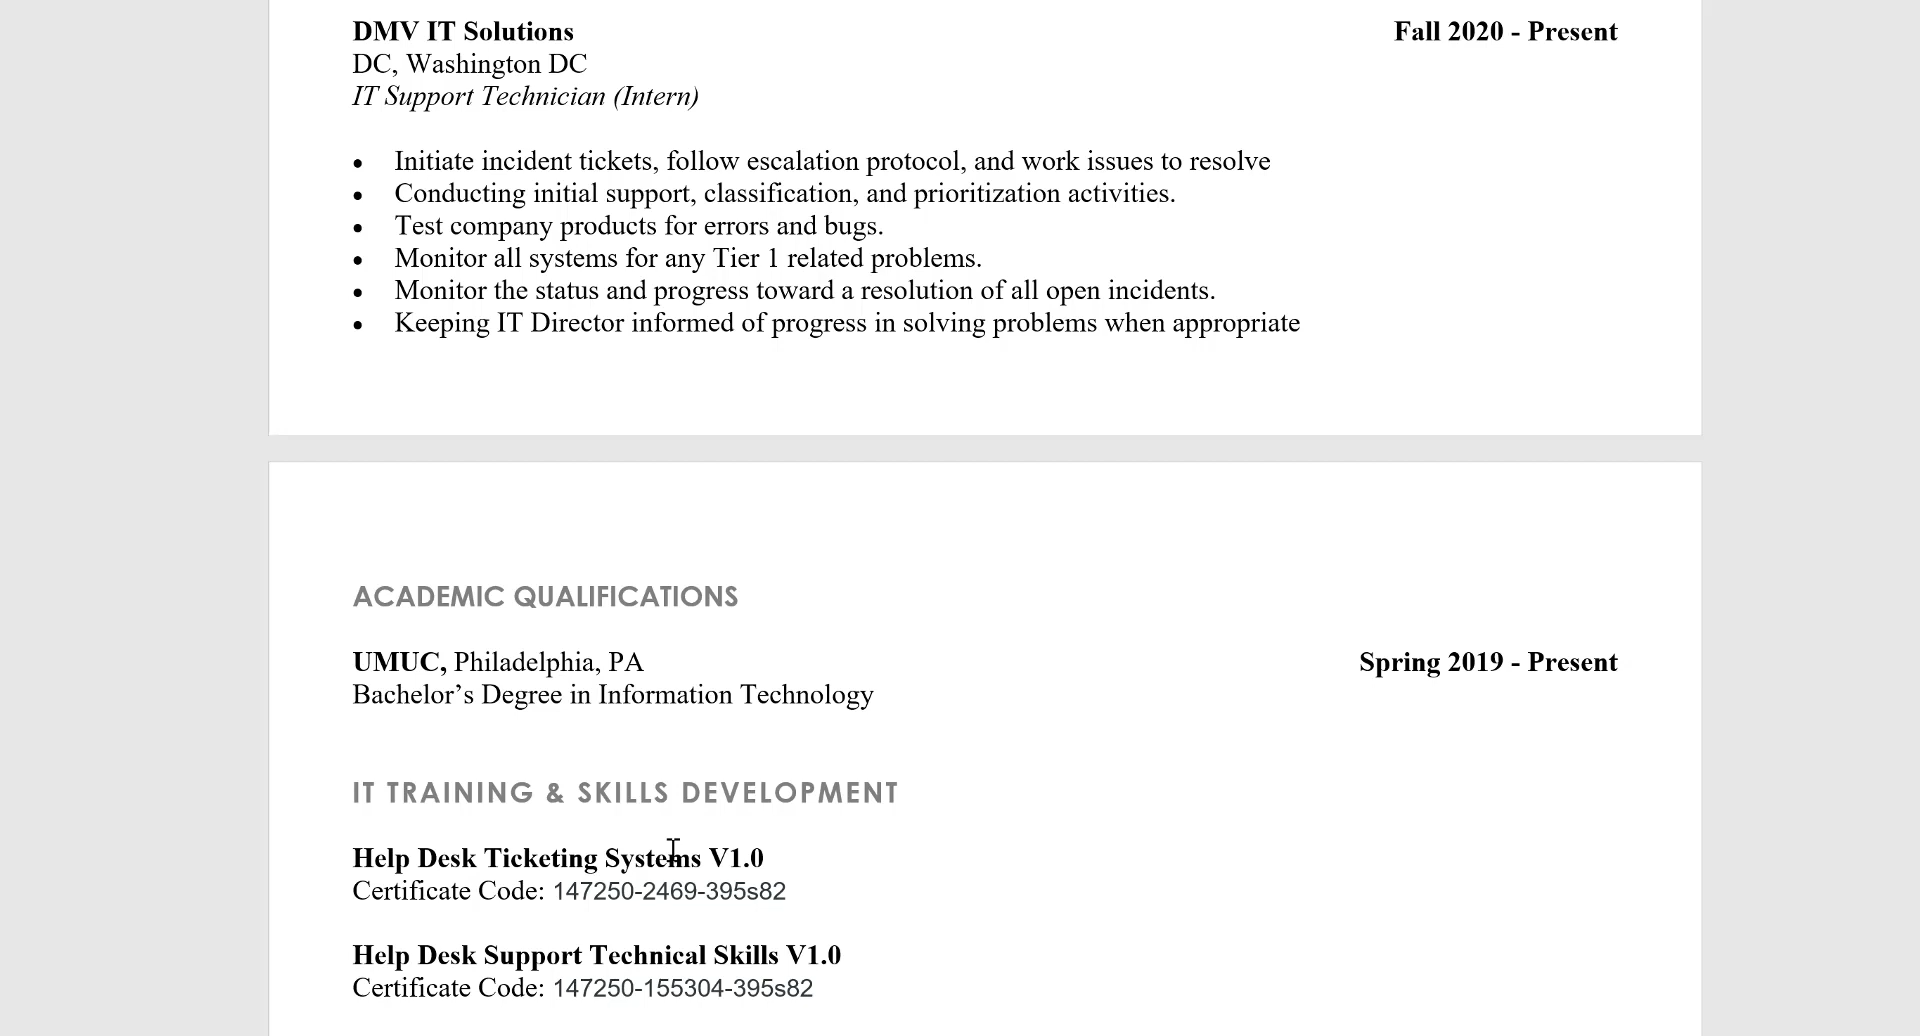 DMV IT Solutions Fall 2020 - Present
DC, Washington DC
IT Support Technician (Intern)
• Initiate incident tickets, follow escalation protocol, and work issues to resolve
• Conducting initial support, classification, and prioritization activities.
• Test company products for errors and bugs.
• Monitor all systems for any Tier 1 related problems.
• Monitor the status and progress toward a resolution of all open incidents.
• Keeping IT Director informed of progress in solving problems when appropriate
ACADEMIC QUALIFICATIONS
UMUC, Philadelphia, PA Spring 2019 - Present
Bachelor’s Degree in Information Technology
IT TRAINING & SKILLS DEVELOPMENT
Help Desk Ticketing Systems V1.0
Certificate Code: 147250-2469-395s82
Help Desk Support Technical Skills V1.0
Certificate Code: 147250-155304-395s82